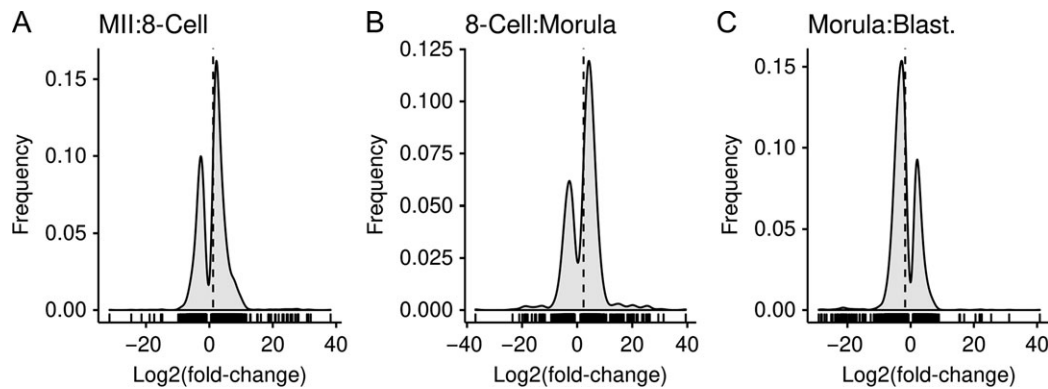 A MII:8-Cell
Frequency
0.15
0.10
0.05
0.00
−20 0 20 40
Log2(fold-change)
B 8-Cell:Morula
Frequency
0.125
0.100
0.075
0.050
0.025
0.000
−40 −20 0 20 40
Log2(fold-change)
C Morula:Blast.
Frequency
0.15
0.10
0.05
0.00
−20 0 20 40
Log2(fold-change)